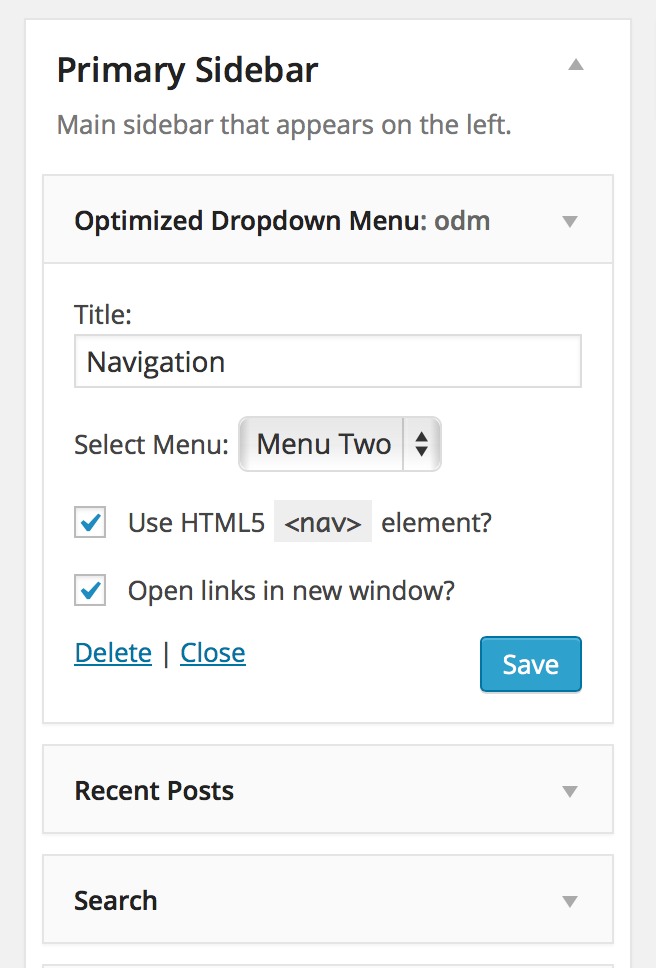 Primary Sidebar
Main sidebar that appears on the left.
Optimized Dropdown Menu: odm
Title:
Navigation
Select Menu: Menu Two
Use HTML5 <nav> element?
Open links in new window?
Delete | Close
Save
Recent Posts
Search